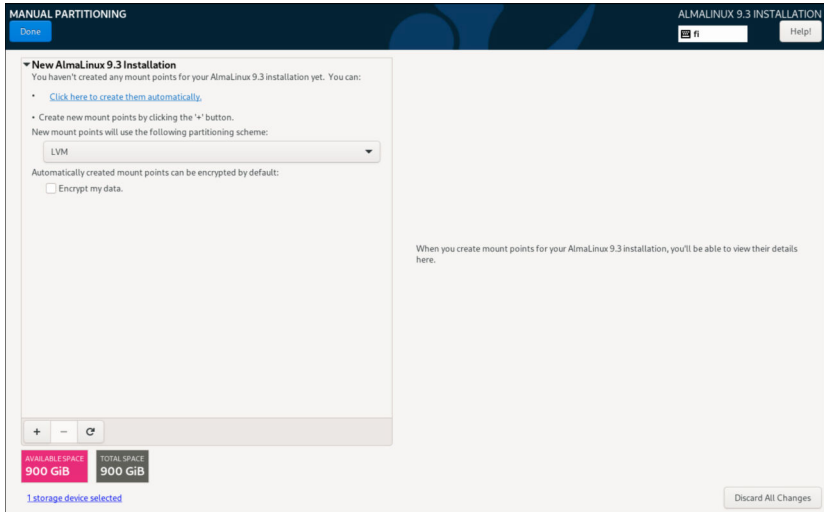 MANUAL PARTITIONING
ALMALINUX 9.3 INSTALLATION
Done
fi
Help!
New AlmaLinux 9.3 Installation
You haven't created any mount points for your AlmaLinux 9.3 installation yet. You can:
• Click here to create them automatically.
• Create new mount points by clicking the '+' button.
New mount points will use the following partitioning scheme:
LVM
Automatically created mount points can be encrypted by default:
Encrypt my data.
When you create mount points for your AlmaLinux 9.3 installation, you'll be able to view their details
here.
+ −
AVAILABLE SPACE
900 GiB
TOTAL SPACE
900 GiB
1 storage device selected
Discard All Changes